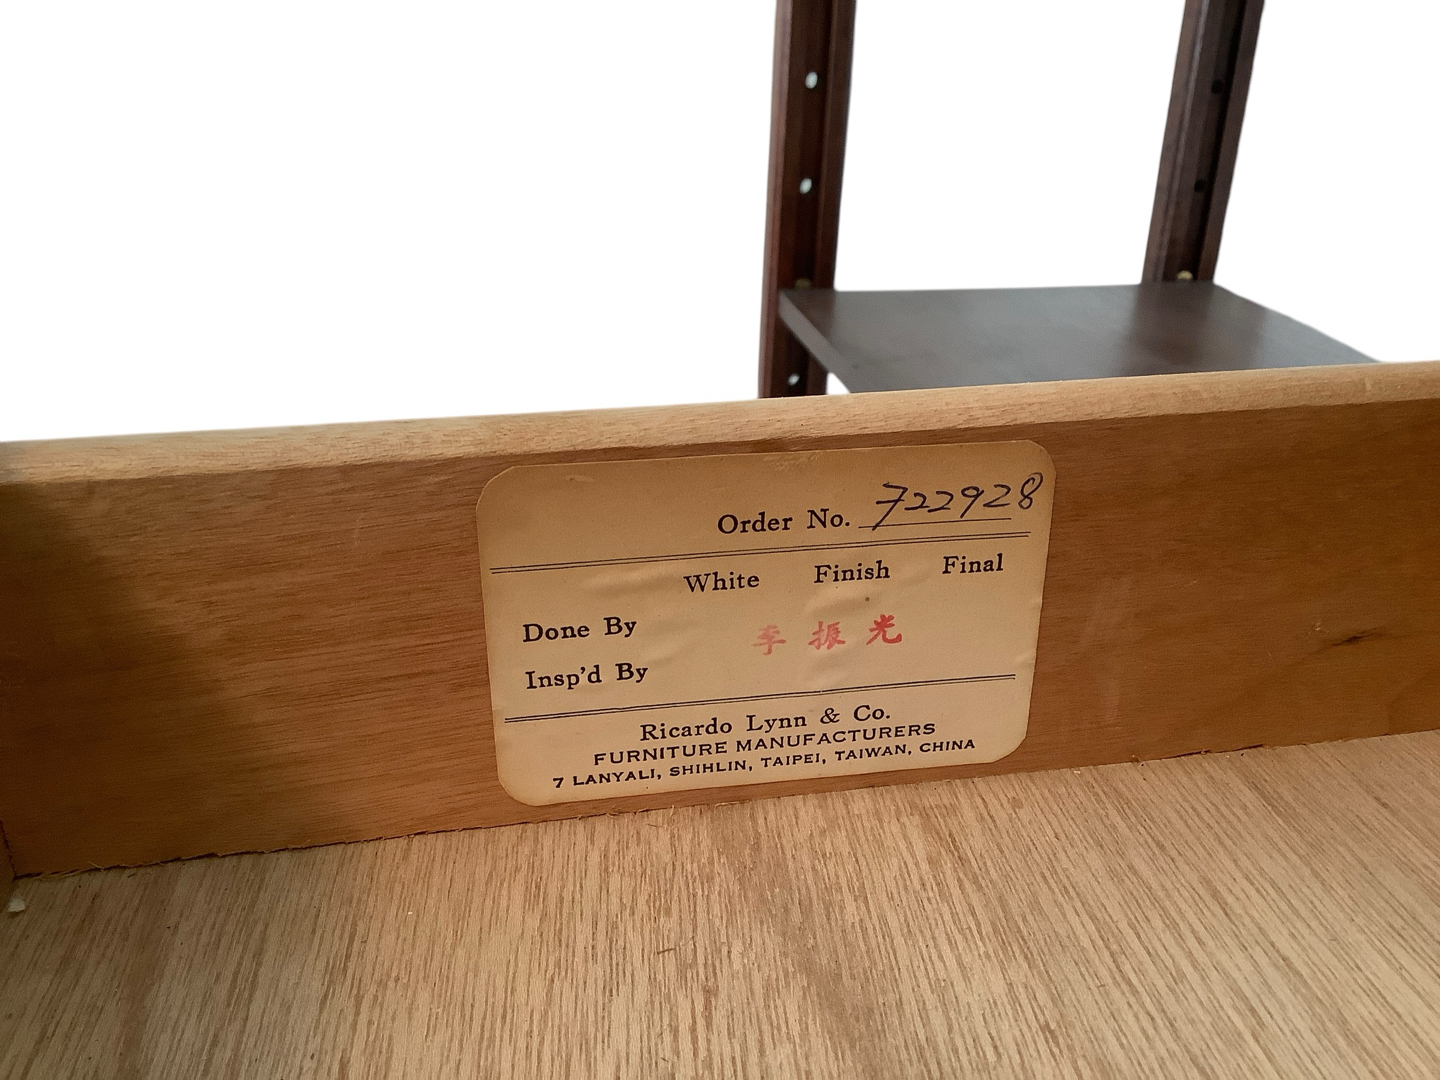 Order No. 722928
White Finish Final
Done By 李振光
Insp'd By
Ricardo Lynn & Co.
FURNITURE MANUFACTURERS
7 LANYALI, SHIHLIN, TAIPEI, TAIWAN, CHINA